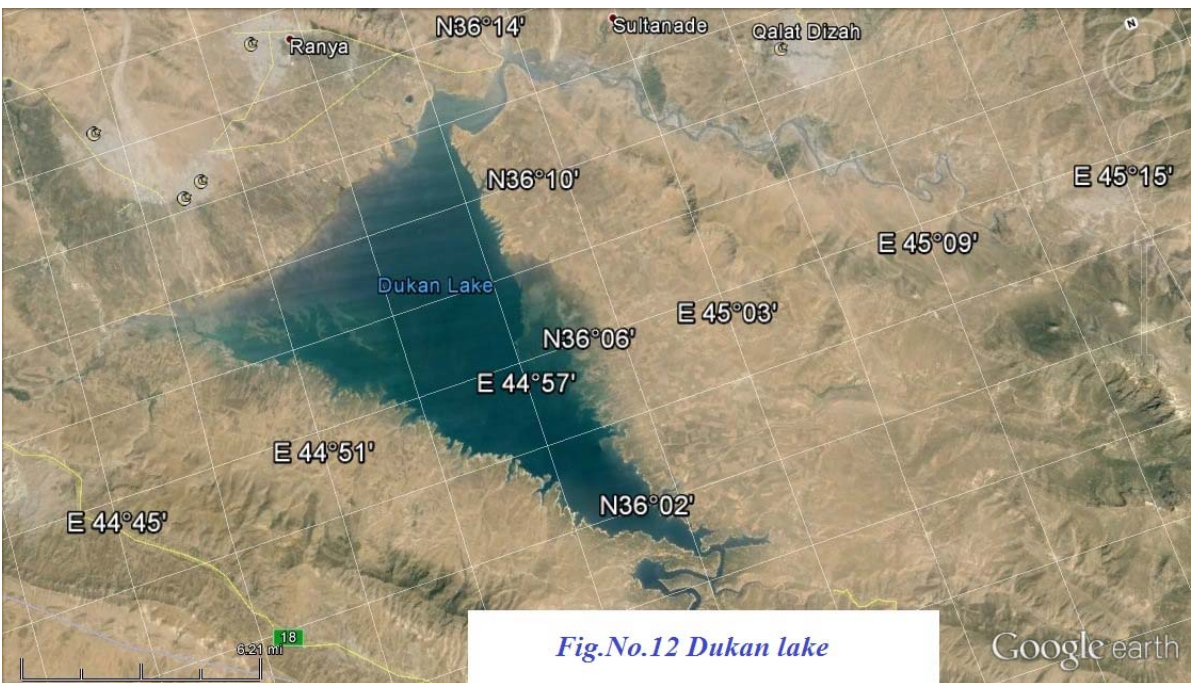 N36°14'
Sultanade
Qalat Dizah
N
Ranya
N36°10'
E 45°15'
E 45°09'
Dukan Lake
E 45°03'
N36°06'
E 44°57'
E 44°51'
N36°02'
E 44°45'
18
6.21 mi
Fig.No.12 Dukan lake
Google earth